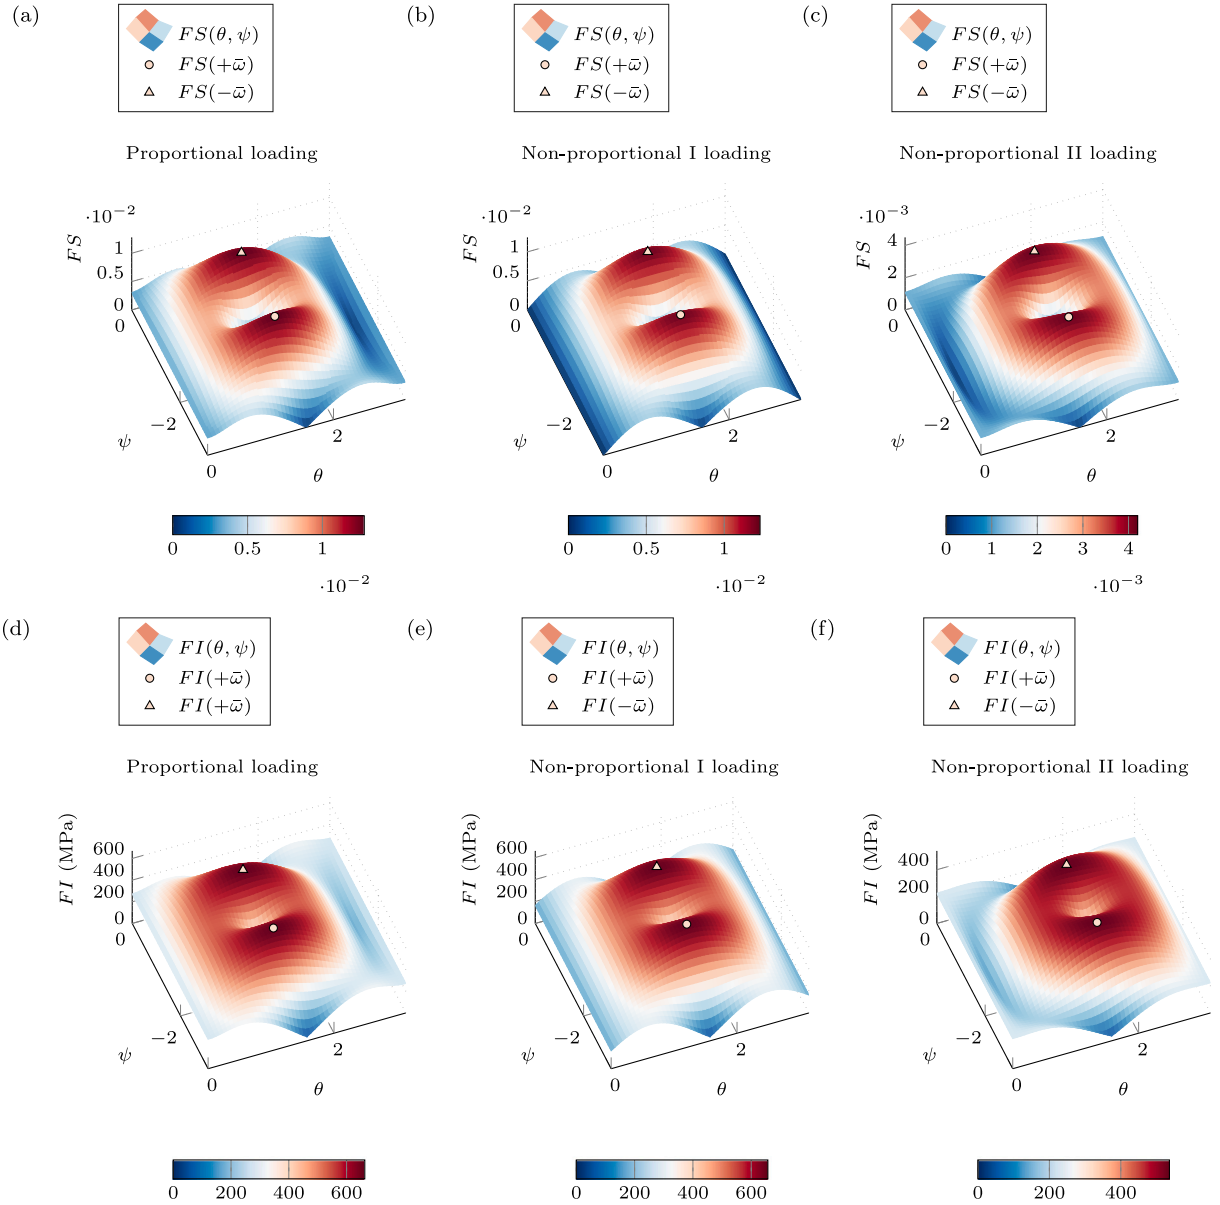 (a)
FS(θ, ψ)
FS(+ω̄)
FS(−ω̄)
Proportional loading
·10−2
FS
1
0.5
0
0
−2
ψ
0
2
θ
0 0.5 1
·10−2
(b)
FS(θ, ψ)
FS(+ω̄)
FS(−ω̄)
Non-proportional I loading
·10−2
FS
1
0.5
0
0
−2
ψ
0
2
θ
0 0.5 1
·10−2
(c)
FS(θ, ψ)
FS(+ω̄)
FS(−ω̄)
Non-proportional II loading
·10−3
FS
4
2
0
0
−2
ψ
0
2
θ
0 1 2 3 4
·10−3
(d)
FI(θ, ψ)
FI(+ω̄)
FI(+ω̄)
Proportional loading
FI (MPa)
600
400
200
0
0
−2
ψ
0
2
θ
0 200 400 600
(e)
FI(θ, ψ)
FI(+ω̄)
FI(−ω̄)
Non-proportional I loading
FI (MPa)
600
400
200
0
0
−2
ψ
0
2
θ
0 200 400 600
(f)
FI(θ, ψ)
FI(+ω̄)
FI(−ω̄)
Non-proportional II loading
FI (MPa)
400
200
0
0
−2
ψ
0
2
θ
0 200 400